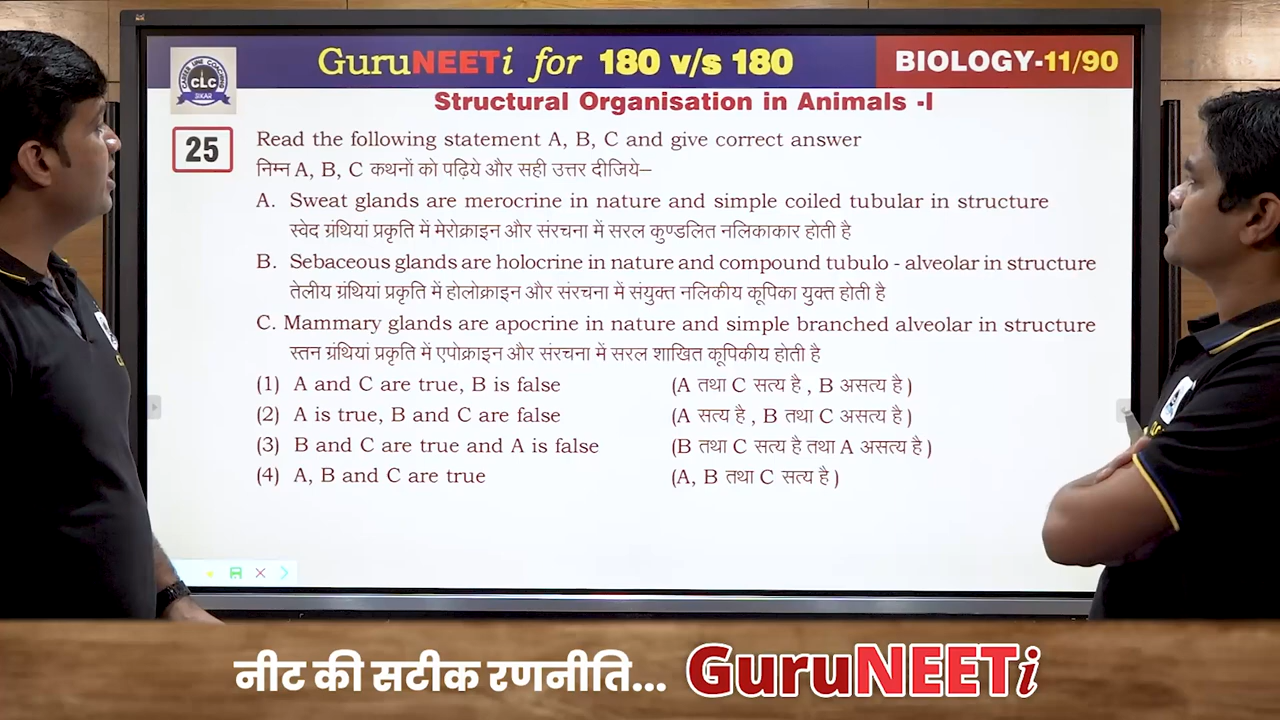 GuruNEETi for 180 v/s 180
BIOLOGY-11/90
CAREER LINE COACHING
CLC
SIKAR
Structural Organisation in Animals -I
25
Read the following statement A, B, C and give correct answer
निम्न A, B, C कथनों को पढ़िये और सही उत्तर दीजिये–
A. Sweat glands are merocrine in nature and simple coiled tubular in structure
स्वेद ग्रंथियां प्रकृति में मेरोक्राइन और संरचना में सरल कुण्डलित नलिकाकार होती है
B. Sebaceous glands are holocrine in nature and compound tubulo - alveolar in structure
तेलीय ग्रंथियां प्रकृति में होलोक्राइन और संरचना में संयुक्त नलिकीय कूपिका युक्त होती है
C. Mammary glands are apocrine in nature and simple branched alveolar in structure
स्तन ग्रंथियां प्रकृति में एपोक्राइन और संरचना में सरल शाखित कूपिकीय होती है
(1) A and C are true, B is false (A तथा C सत्य है , B असत्य है )
(2) A is true, B and C are false (A सत्य है , B तथा C असत्य है )
(3) B and C are true and A is false (B तथा C सत्य है तथा A असत्य है )
(4) A, B and C are true (A, B तथा C सत्य है )
नीट की सटीक रणनीति... GuruNEETi